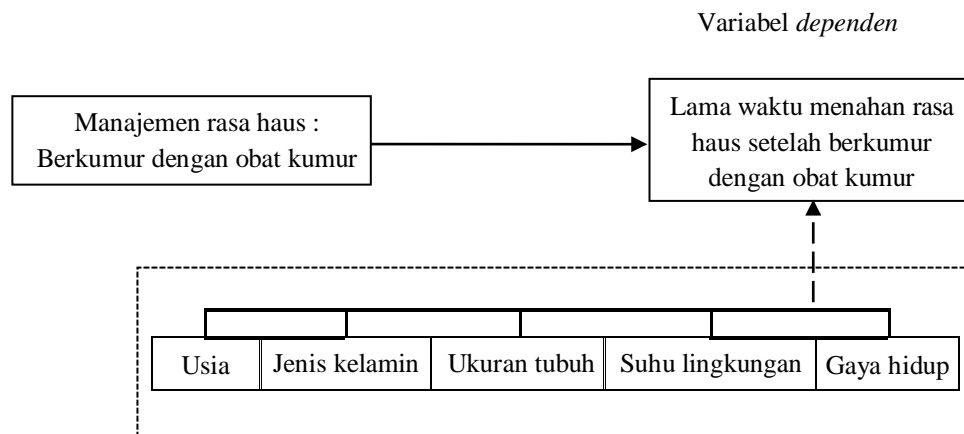 Variabel dependen
Manajemen rasa haus :
Berkumur dengan obat kumur
Lama waktu menahan rasa
haus setelah berkumur
dengan obat kumur
Usia
Jenis kelamin
Ukuran tubuh
Suhu lingkungan
Gaya hidup